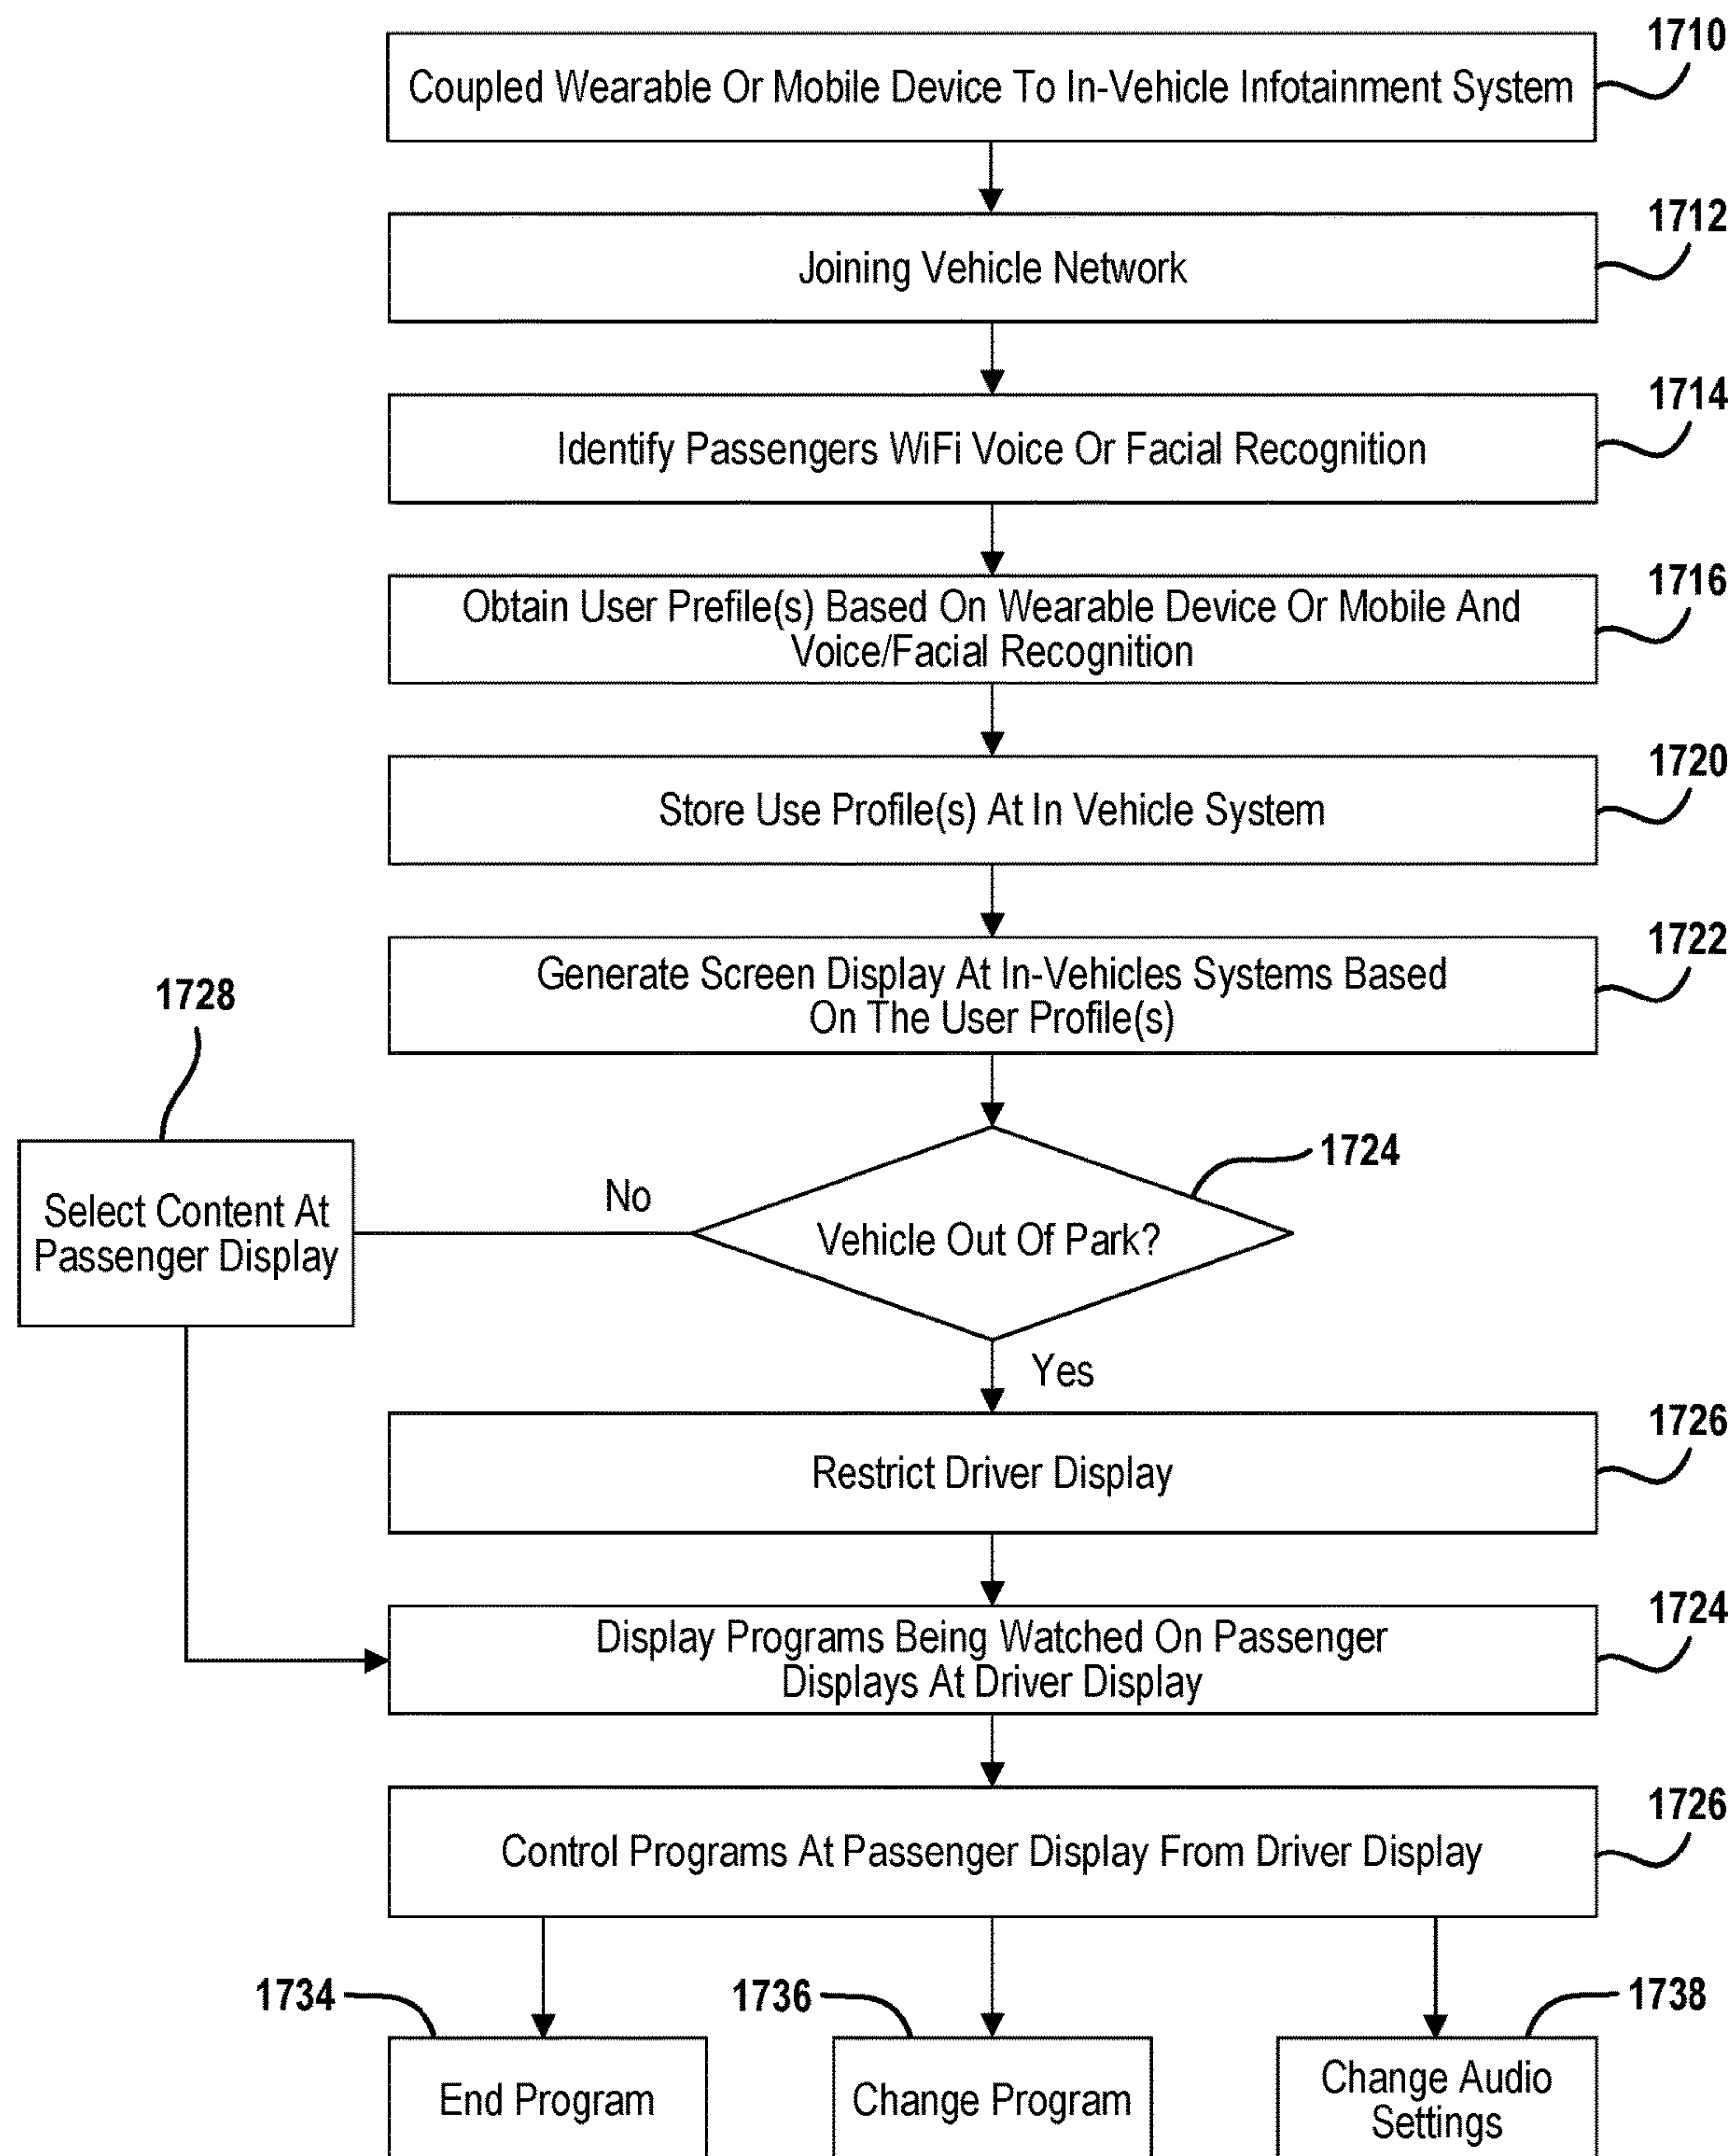 1710
Coupled Wearable Or Mobile Device To In-Vehicle Infotainment System
1712
Joining Vehicle Network
1714
Identify Passengers WiFi Voice Or Facial Recognition
1716
Obtain User Prefile(s) Based On Wearable Device Or Mobile And
Voice/Facial Recognition
1720
Store Use Profile(s) At In Vehicle System
1722
Generate Screen Display At In-Vehicles Systems Based
On The User Profile(s)
1728
Select Content At
Passenger Display
No
1724
Vehicle Out Of Park?
Yes
1726
Restrict Driver Display
1724
Display Programs Being Watched On Passenger
Displays At Driver Display
1726
Control Programs At Passenger Display From Driver Display
1734
End Program
1736
Change Program
1738
Change Audio
Settings